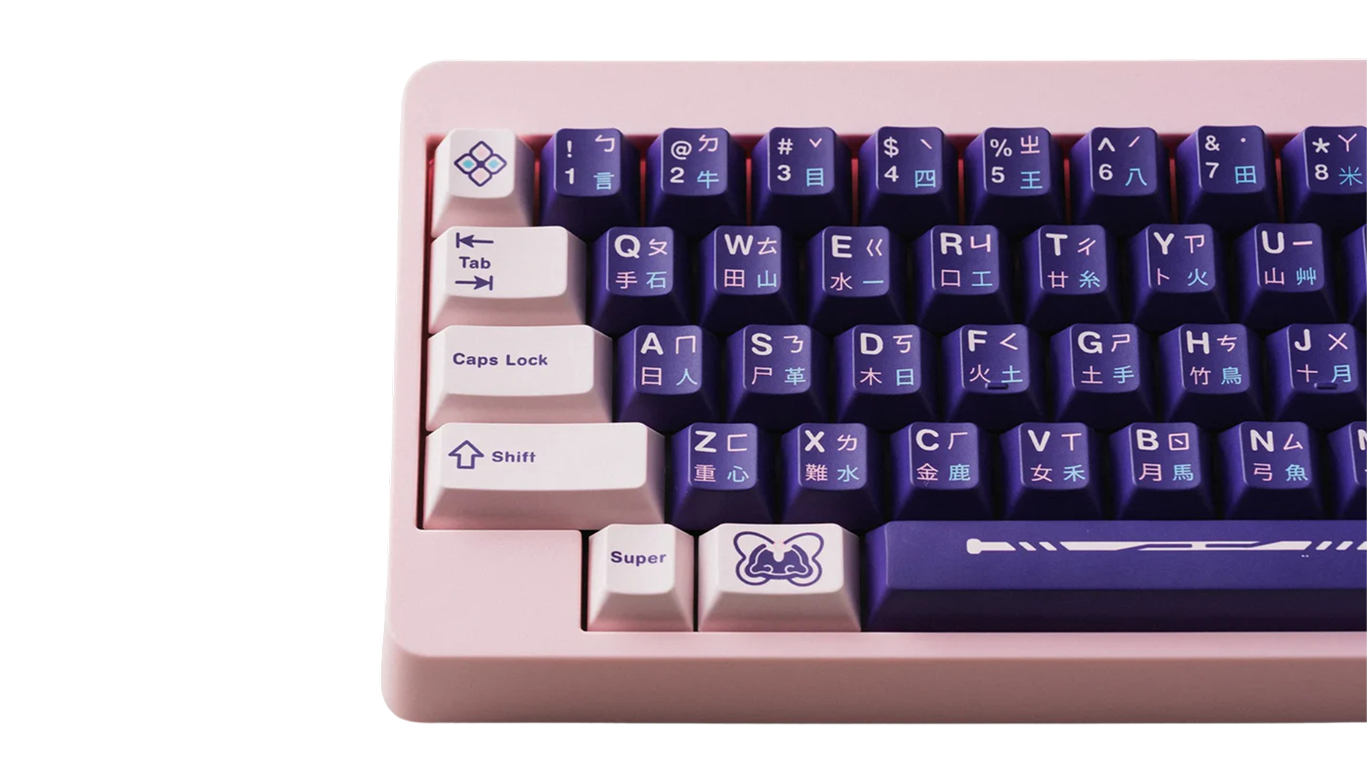 ! ㄅ @ ㄉ # ˇ $ ˋ % ㄓ ^ ˊ & ˙ * ㄚ
1 言 2 牛 3 目 4 四 5 王 6 八 7 田 8 米
Tab
Q ㄆ W ㄊ E ㄍ R ㄐ T ㄔ Y ㄗ U ㄧ
手 石 田 山 水 一 口 工 廿 糸 卜 火 山 艸
Caps Lock
A ㄇ S ㄋ D ㄎ F ㄑ G ㄕ H ㄘ J ㄨ
日 人 尸 革 木 日 火 土 土 手 竹 鳥 十 月
Shift
Z ㄈ X ㄌ C ㄏ V ㄒ B ㄖ N ㄙ
重 心 難 水 金 鹿 女 禾 月 馬 弓 魚
Super